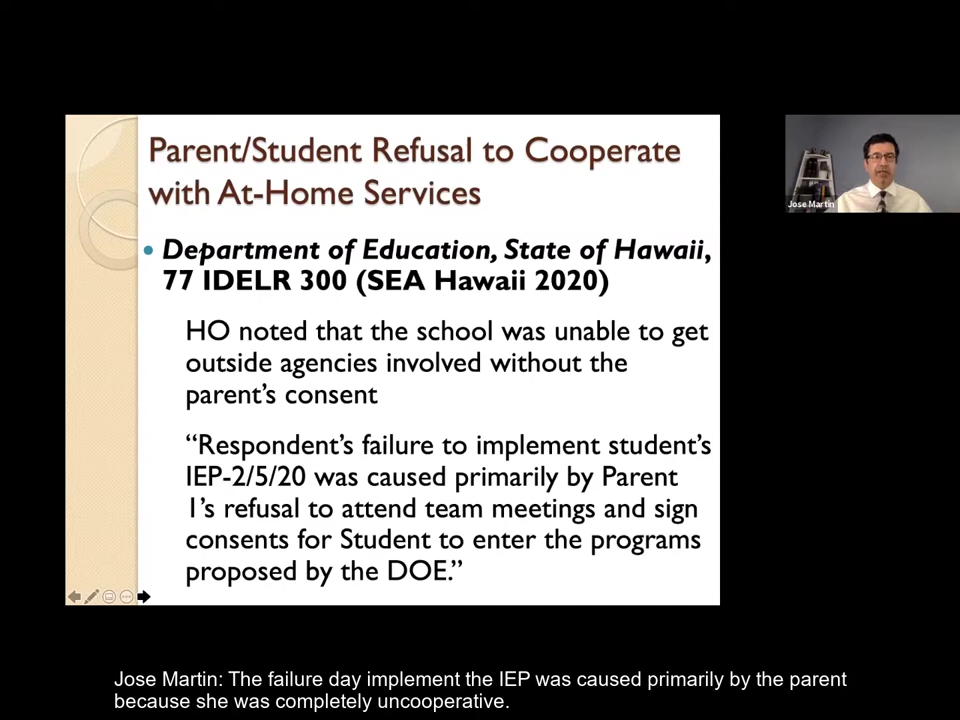 Parent/Student Refusal to Cooperate
with At-Home Services
Jose Martin
• Department of Education, State of Hawaii,
77 IDELR 300 (SEA Hawaii 2020)
HO noted that the school was unable to get
outside agencies involved without the
parent’s consent
“Respondent’s failure to implement student’s
IEP-2/5/20 was caused primarily by Parent
1’s refusal to attend team meetings and sign
consents for Student to enter the programs
proposed by the DOE.”
Jose Martin: The failure day implement the IEP was caused primarily by the parent
because she was completely uncooperative.